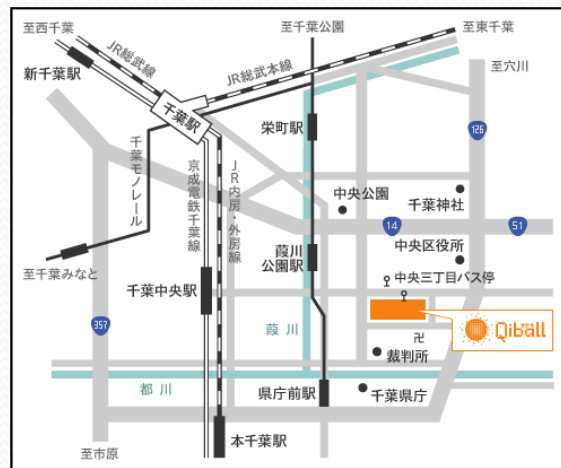 至西千葉
至千葉公園
至東千葉
JR総武線
JR総武本線
新千葉駅
至穴川
千葉駅
126
栄町駅
千葉モノレール
京成電鉄千葉線
JR内房・外房線
中央公園
千葉神社
14
51
葭川
公園駅
中央区役所
至千葉みなと
千葉中央駅
中央三丁目バス停
357
葭川
Qiball
卍
裁判所
都川
県庁前駅
千葉県庁
本千葉駅
至市原